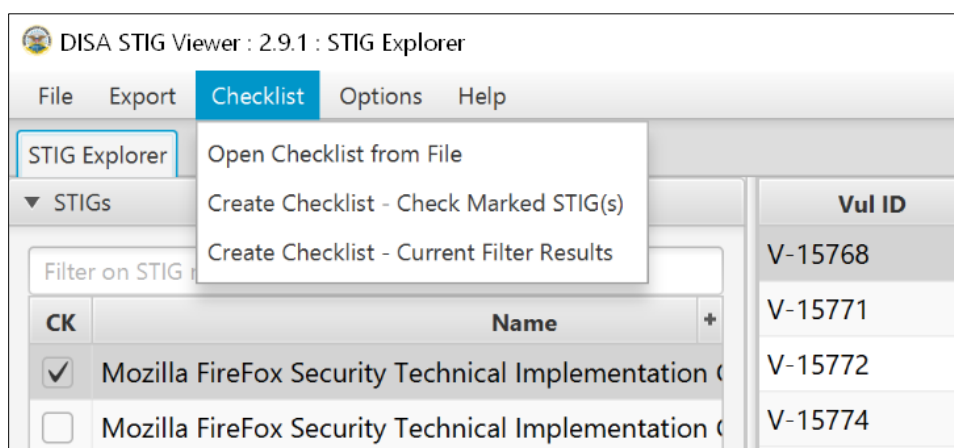 DISA STIG Viewer : 2.9.1 : STIG Explorer
File Export Checklist Options Help
STIG Explorer
Open Checklist from File
Create Checklist - Check Marked STIG(s)
Create Checklist - Current Filter Results
STIGs
Filter on STIG
CK Name +
Mozilla FireFox Security Technical Implementation
Mozilla FireFox Security Technical Implementation
Vul ID
V-15768
V-15771
V-15772
V-15774